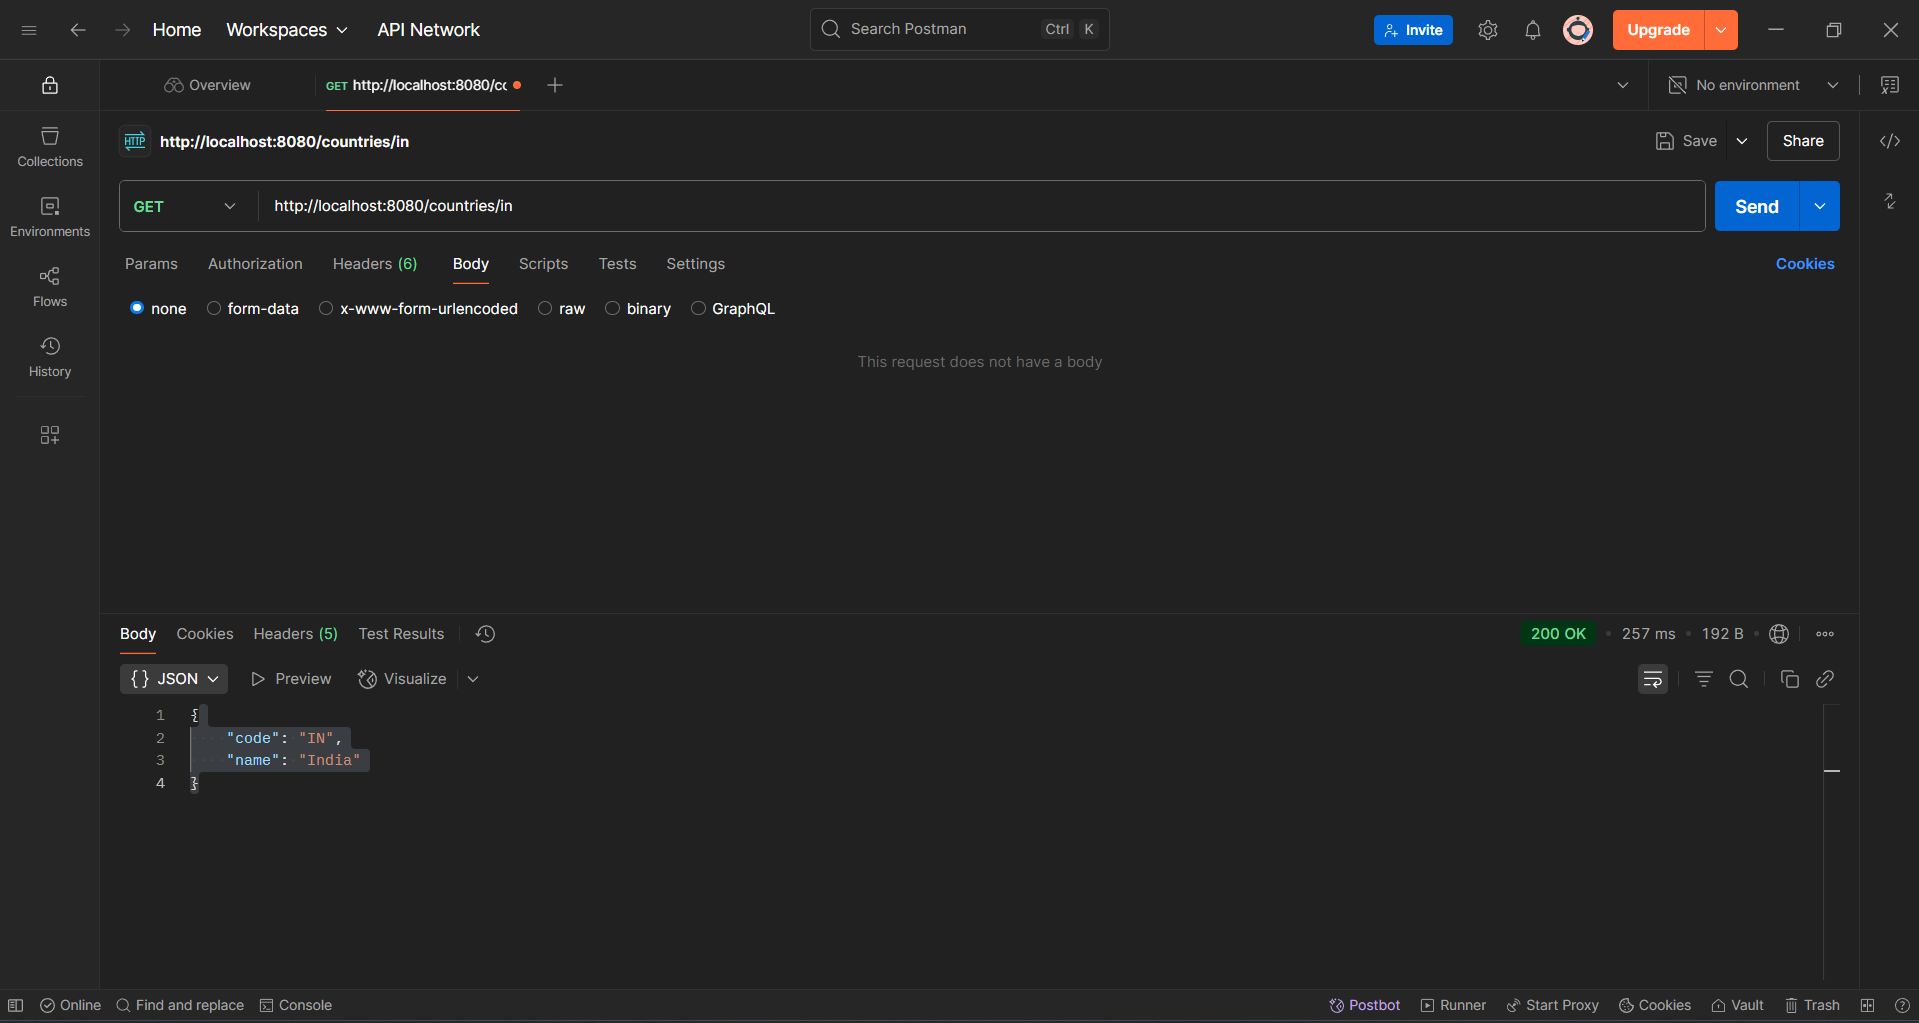 Home Workspaces API Network Search Postman Ctrl K Invite Upgrade
Overview GET http://localhost:8080/cc No environment
HTTP http://localhost:8080/countries/in Save Share
Collections
GET http://localhost:8080/countries/in Send
Environments
Params Authorization Headers (6) Body Scripts Tests Settings Cookies
Flows
none form-data x-www-form-urlencoded raw binary GraphQL
History
This request does not have a body
Body Cookies Headers (5) Test Results 200 OK 257 ms 192 B
{} JSON Preview Visualize
1 {
2 "code": "IN",
3 "name": "India"
4 }
Online Find and replace Console Postbot Runner Start Proxy Cookies Vault Trash